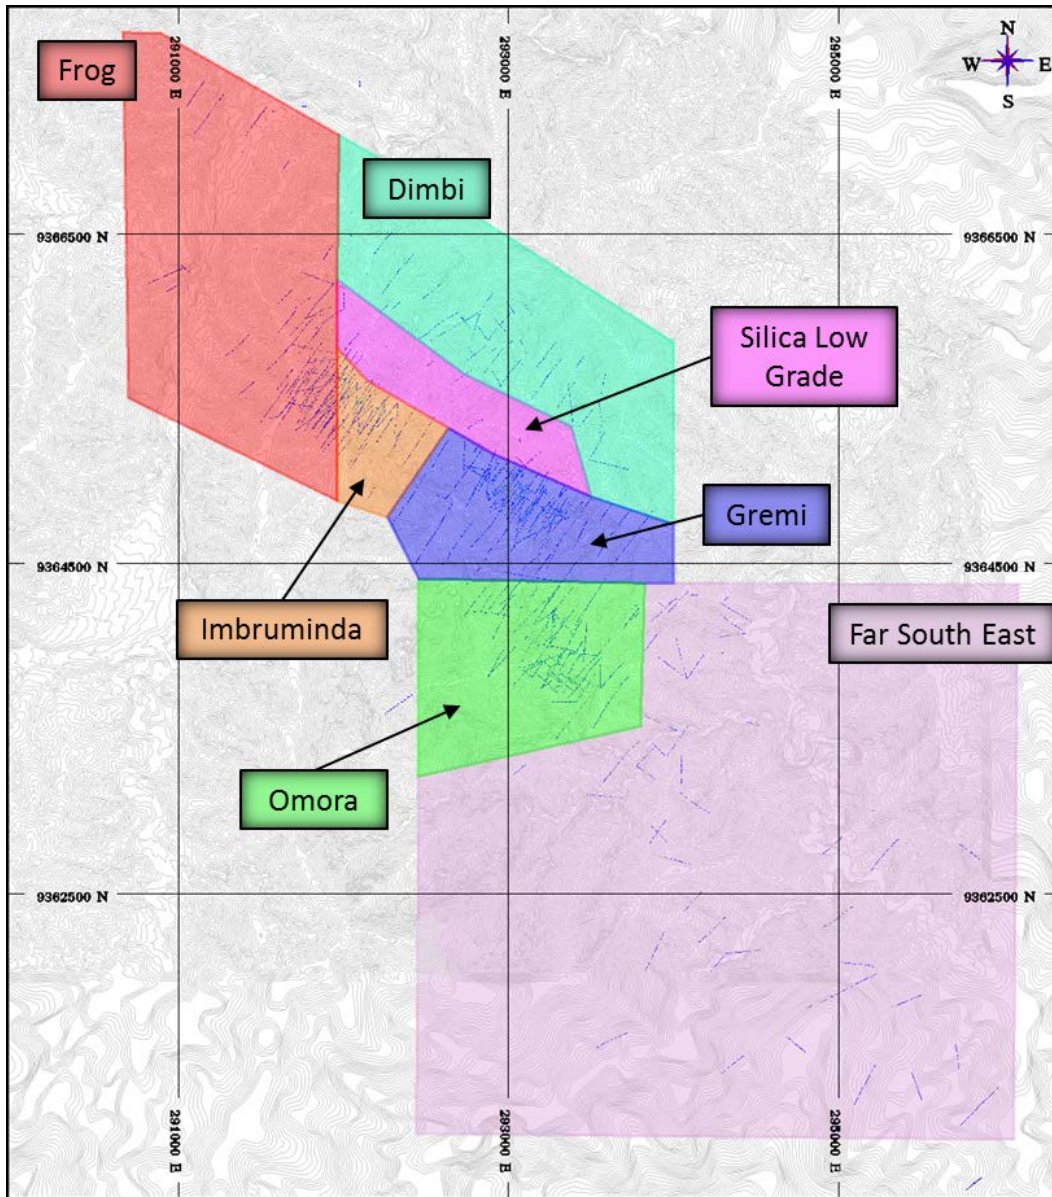 291000 E
293000 E
295000 E
N
W E
S
Frog
Dimbi
9366500 N
9366500 N
Silica Low
Grade
Gremi
9364500 N
Imbruminda
Far South East
Omora
9362500 N
9362500 N
291000 E
293000 E
295000 E